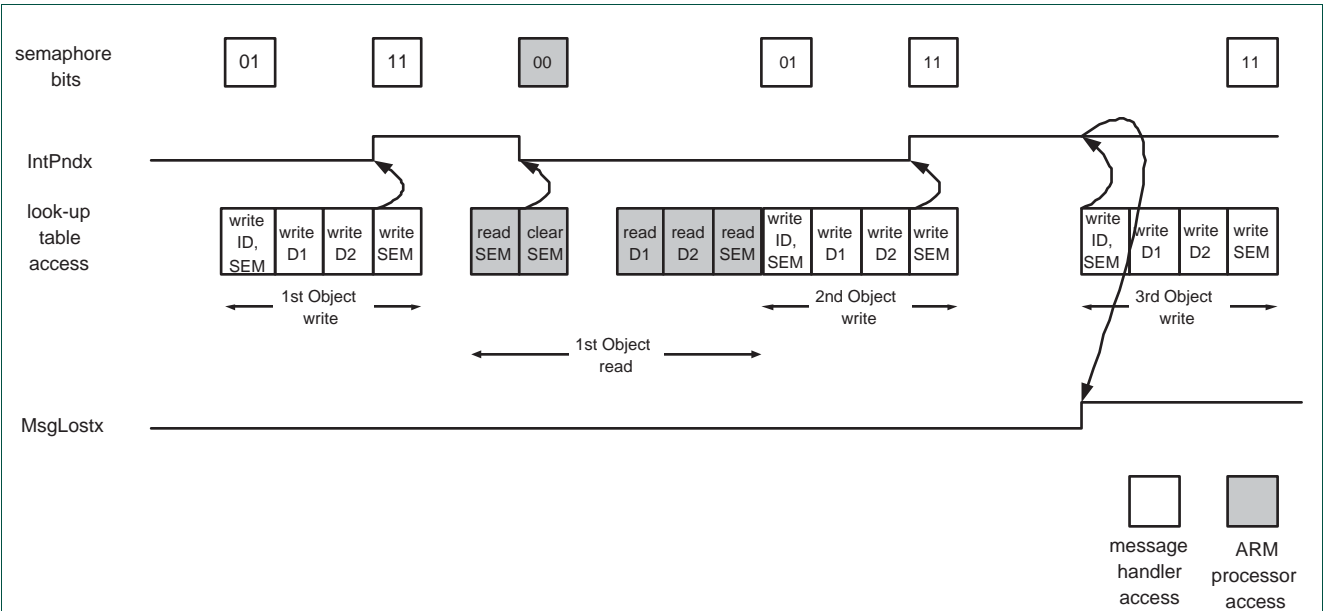 semaphore
bits
01
11
00
01
11
11
IntPndx
look-up
table
access
write
ID,
SEM
write
D1
write
D2
write
SEM
read
SEM
clear
SEM
read
D1
read
D2
read
SEM
write
ID,
SEM
write
D1
write
D2
write
SEM
write
ID,
SEM
write
D1
write
D2
write
SEM
1st Object
write
2nd Object
write
3rd Object
write
1st Object
read
MsgLostx
message
handler
access
ARM
processor
access